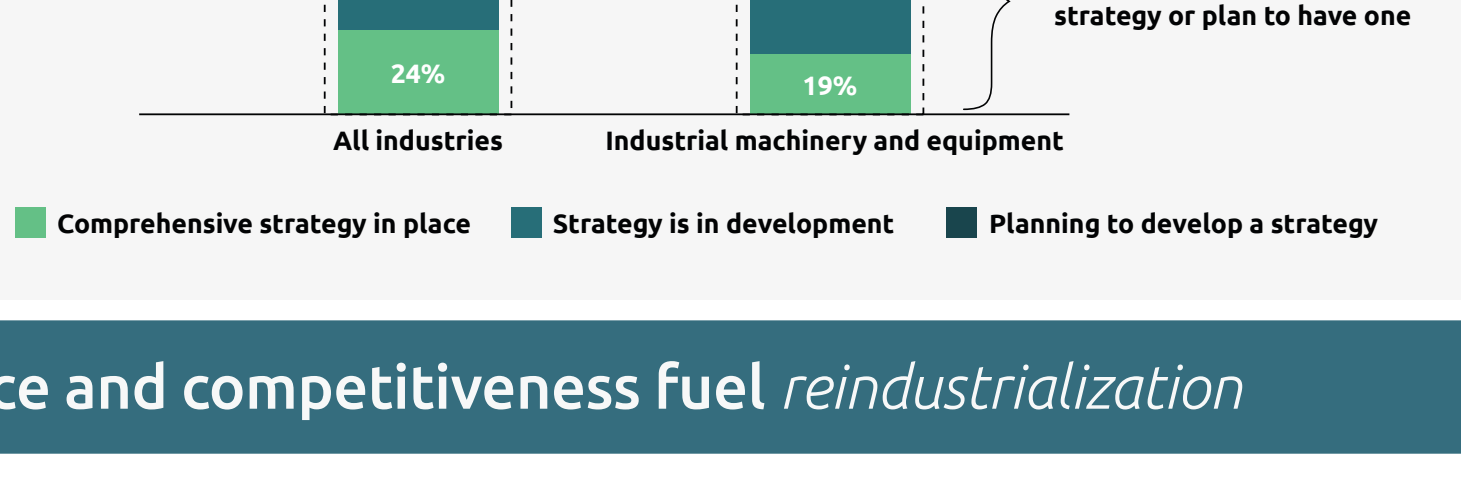 strategy or plan to have one
24%
19%
All industries
Industrial machinery and equipment
Comprehensive strategy in place
Strategy is in development
Planning to develop a strategy
and competitiveness fuel reindustrialization